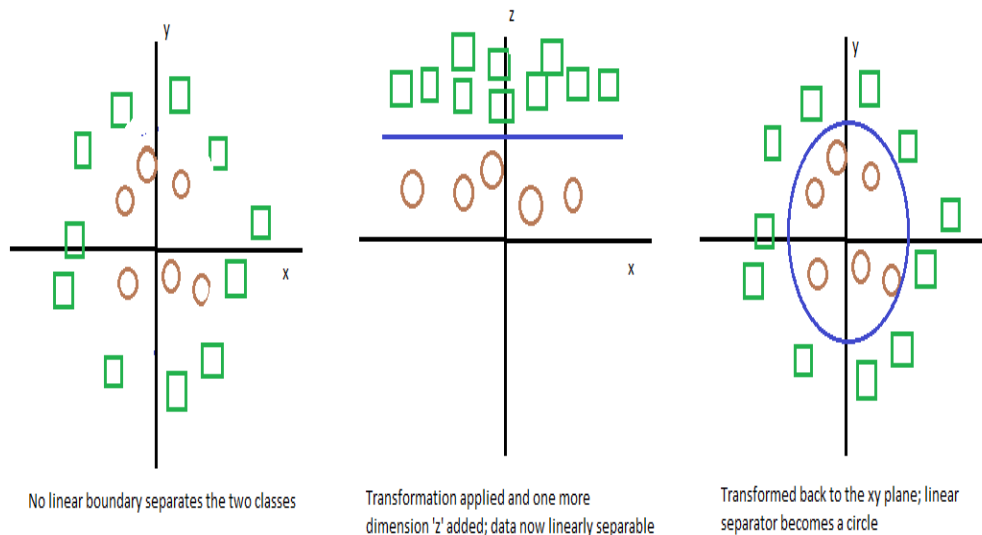 y
x
No linear boundary separates the two classes
z
x
Transformation applied and one more
dimension 'z' added; data now linearly separable
y
Transformed back to the xy plane; linear
separator becomes a circle